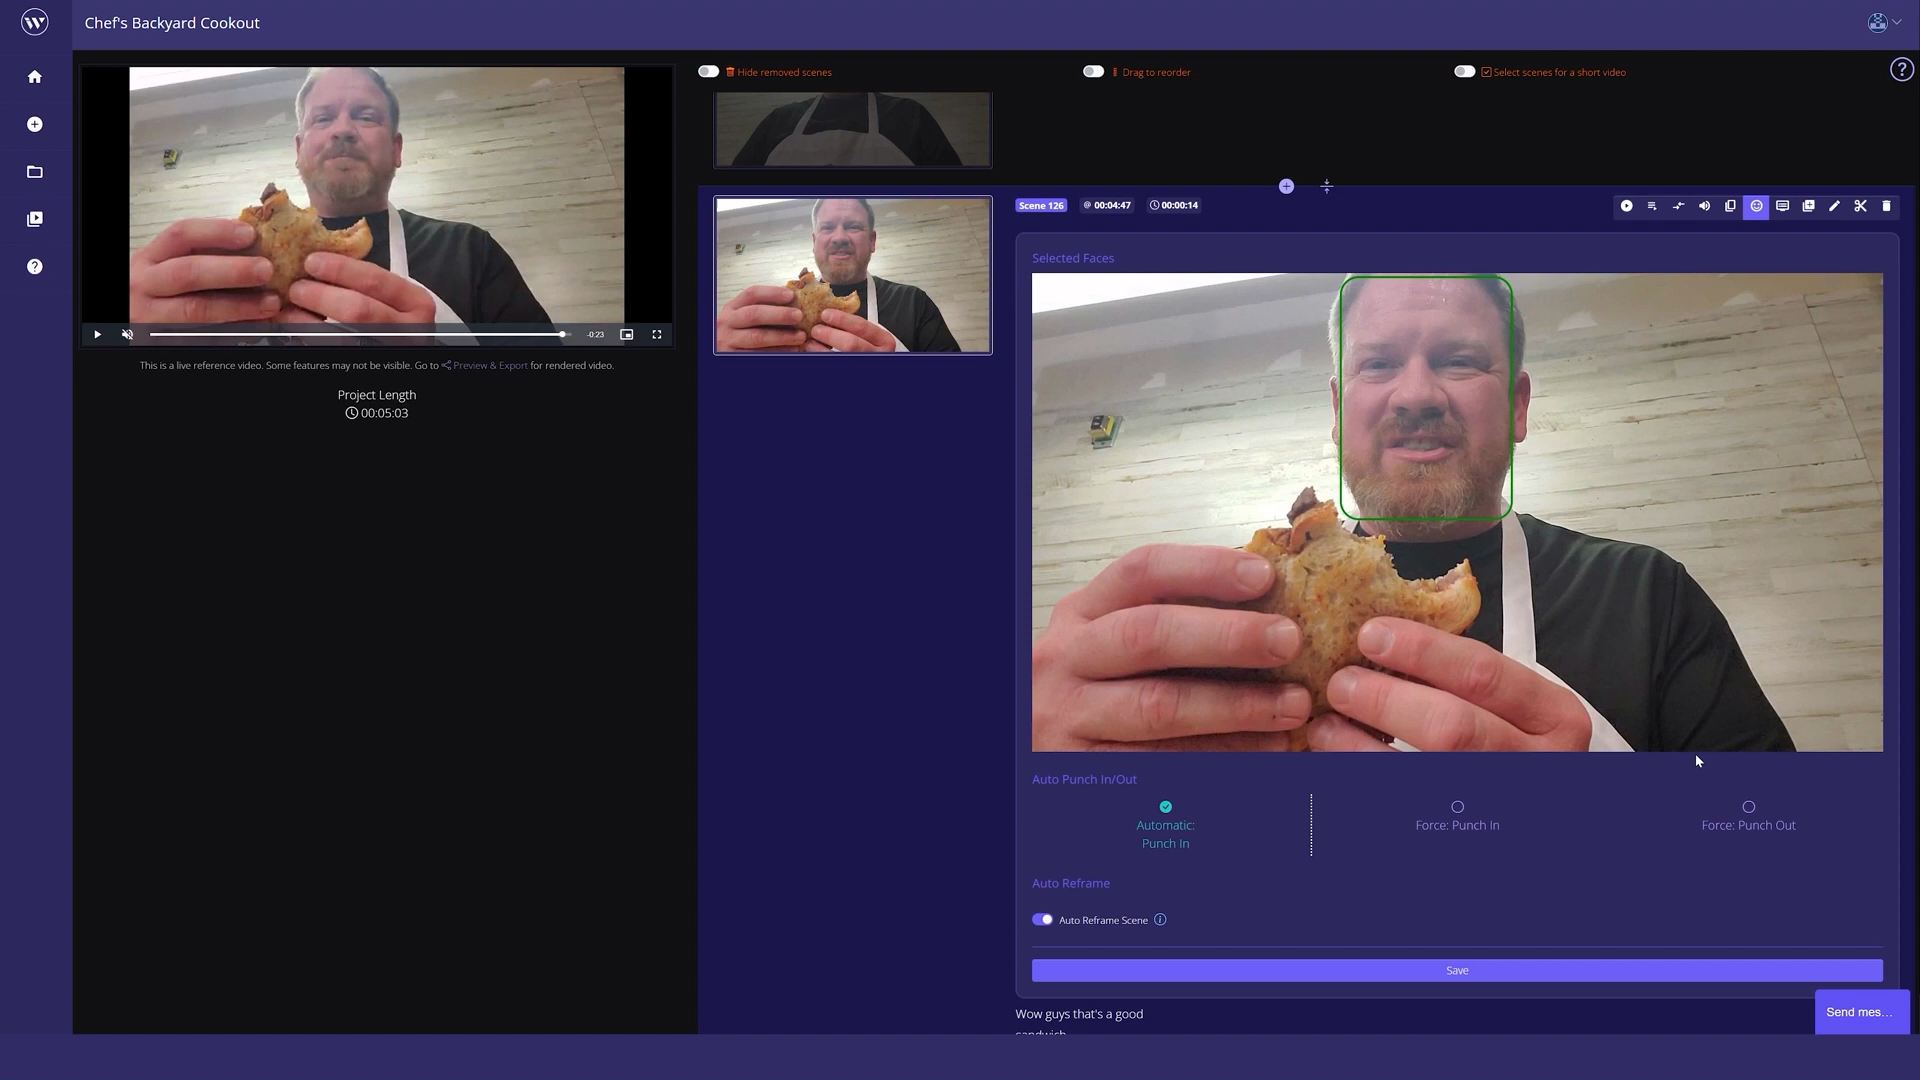 Chef's Backyard Cookout
Hide removed scenes
Drag to reorder
Select scenes for a short video
Scene 126
@ 00:04:47
00:00:14
Selected Faces
-0:23
This is a live reference video. Some features may not be visible. Go to Preview & Export for rendered video.
Project Length
00:05:03
Auto Punch In/Out
Automatic:
Punch In
Force: Punch In
Force: Punch Out
Auto Reframe
Auto Reframe Scene
Save
Wow guys that's a good
sandwich
Send mes...